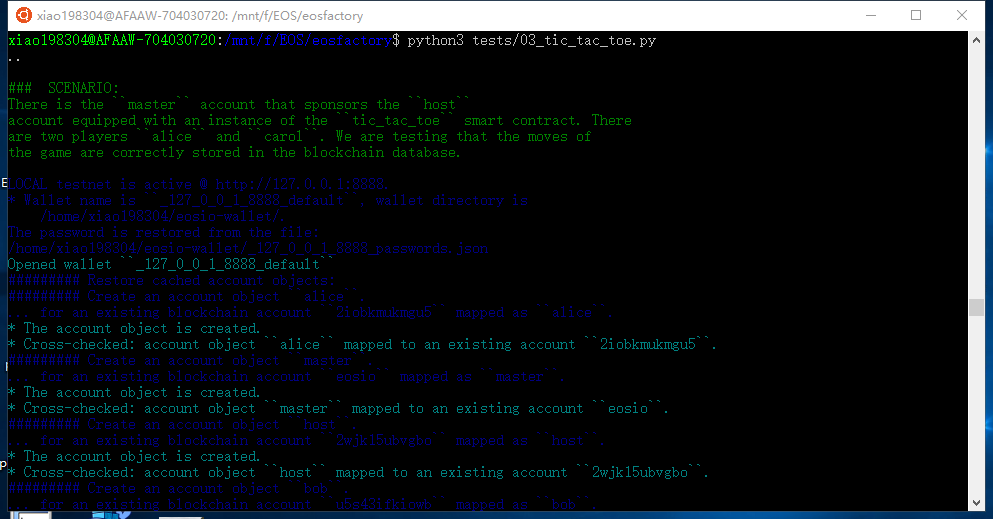 xiao198304@AFAAW-704030720: /mnt/f/EOS/eosfactory
xiao198304@AFAAW-704030720:/mnt/f/EOS/eosfactory$ python3 tests/03_tic_tac_toe.py
..
###  SCENARIO:
There is the ``master`` account that sponsors the ``host``
account equipped with an instance of the ``tic_tac_toe`` smart contract. There
are two players ``alice`` and ``carol``. We are testing that the moves of
the game are correctly stored in the blockchain database.
LOCAL testnet is active @ http://127.0.0.1:8888.
* Wallet name is ``_127_0_0_1_8888_default``, wallet directory is
    /home/xiao198304/eosio-wallet/.
The password is restored from the file:
/home/xiao198304/eosio-wallet/_127_0_0_1_8888_passwords.json
Opened wallet ``_127_0_0_1_8888_default``
######### Restore cached account objects:
######### Create an account object ``alice``.
... for an existing blockchain account ``2iobkmukmgu5`` mapped as ``alice``.
* The account object is created.
* Cross-checked: account object ``alice`` mapped to an existing account ``2iobkmukmgu5``.
######### Create an account object ``master``.
... for an existing blockchain account ``eosio`` mapped as ``master``.
* The account object is created.
* Cross-checked: account object ``master`` mapped to an existing account ``eosio``.
######### Create an account object ``host``.
... for an existing blockchain account ``2wjk15ubvgbo`` mapped as ``host``.
* The account object is created.
* Cross-checked: account object ``host`` mapped to an existing account ``2wjk15ubvgbo``.
######### Create an account object ``bob``.
... for an existing blockchain account mapped as ``bob``.